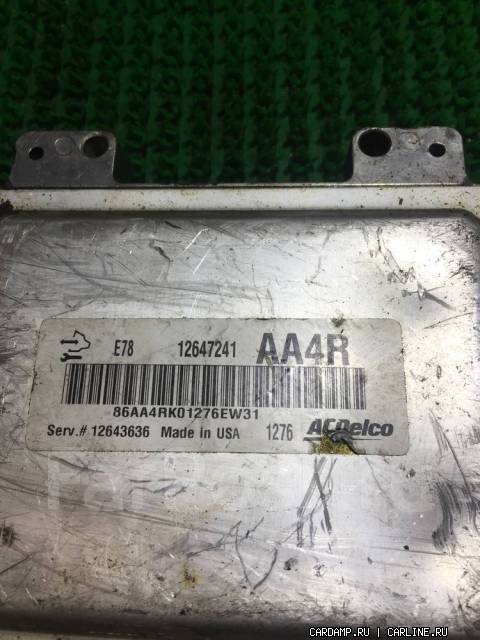 E78 12647241 AA4R
86AA4RK01276EW31
Serv.# 12643636 Made in USA 1276 ACDelco
CARDAMP.RU | CARLINE.RU